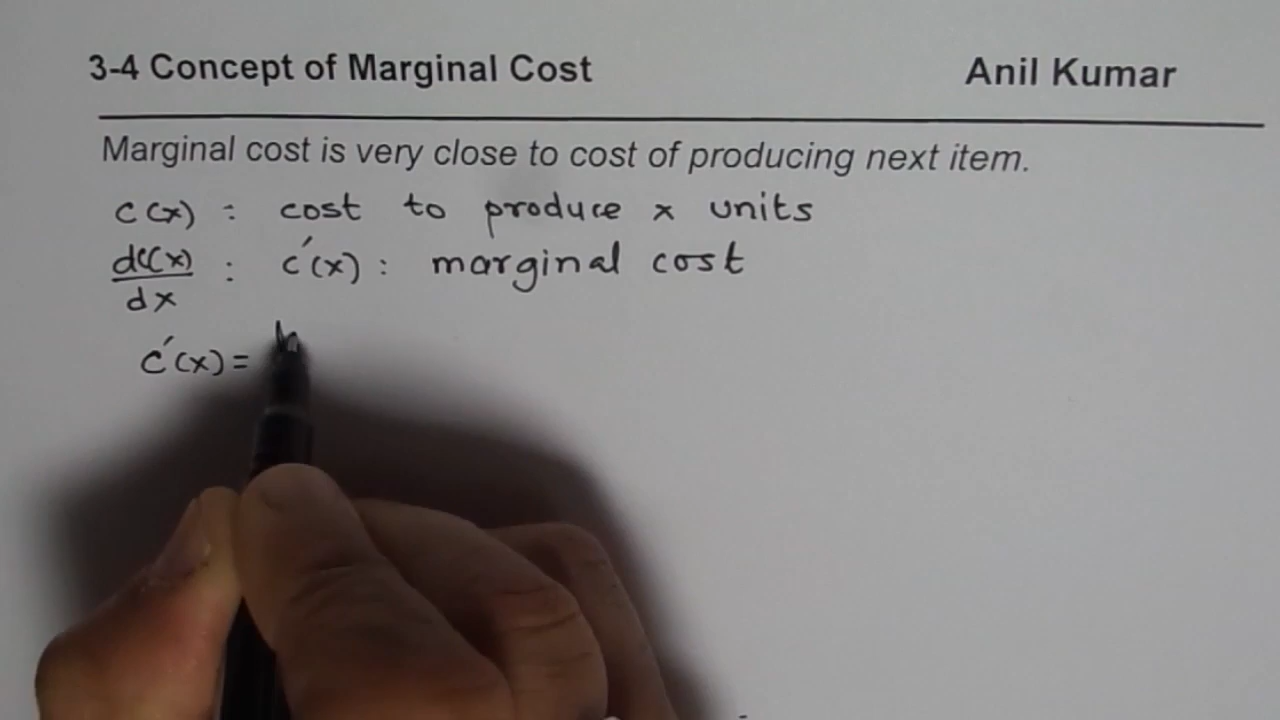 3-4 Concept of Marginal Cost Anil Kumar
Marginal cost is very close to cost of producing next item.
C(x) : cost to produce x units
dC(x)/dx : C'(x) : marginal cost
C'(x) =